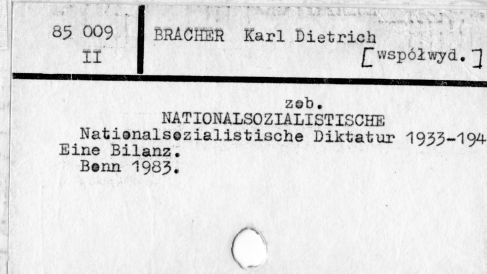 85 009
II
BRACHER Karl Dietrich
[współwyd.]
zob.
NATIONALSOZIALISTISCHE
Nationalsozialistische Diktatur 1933-194
Eine Bilanz.
Bonn 1983.